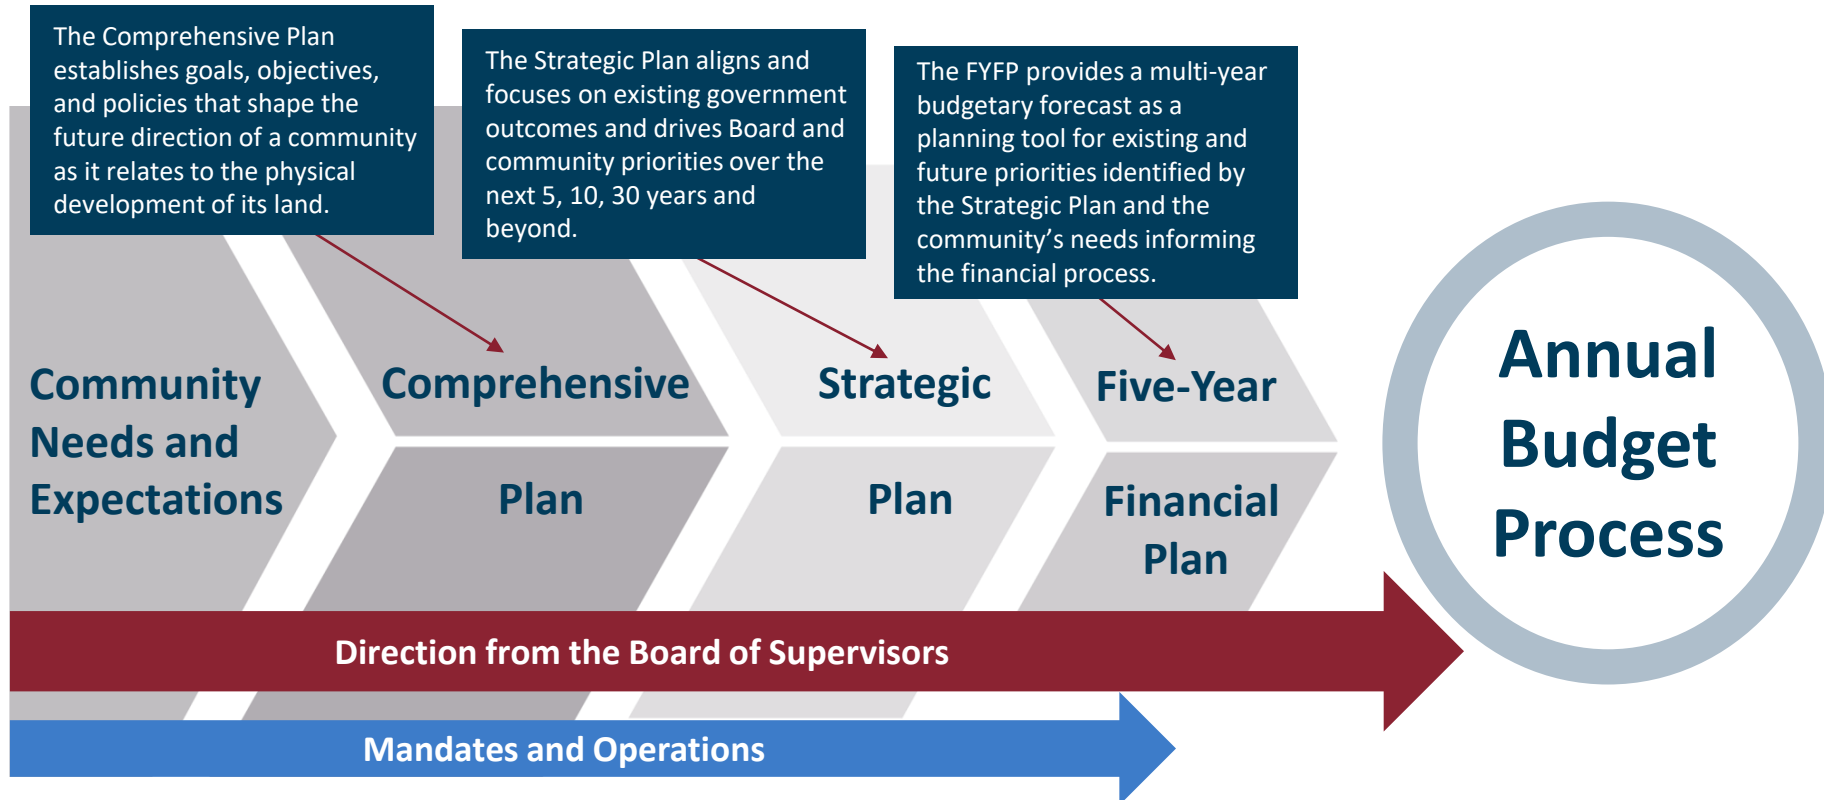 The Comprehensive Plan
establishes goals, objectives,
and policies that shape the
future direction of a community
as it relates to the physical
development of its land.
The Strategic Plan aligns and
focuses on existing government
outcomes and drives Board and
community priorities over the
next 5, 10, 30 years and
beyond.
The FYFP provides a multi-year
budgetary forecast as a
planning tool for existing and
future priorities identified by
the Strategic Plan and the
community’s needs informing
the financial process.
Community
Needs and
Expectations
Comprehensive
Plan
Strategic
Plan
Five-Year
Financial
Plan
Annual
Budget
Process
Direction from the Board of Supervisors
Mandates and Operations